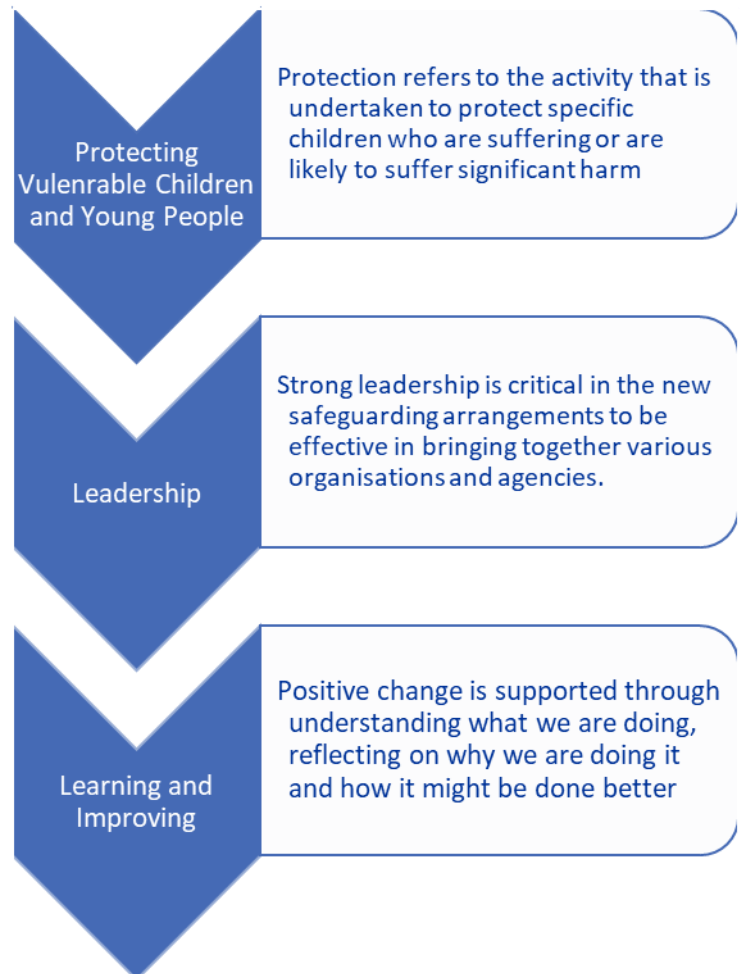 Protecting
Vulenrable Children
and Young People
Protection refers to the activity that is
undertaken to protect specific
children who are suffering or are
likely to suffer significant harm
Leadership
Strong leadership is critical in the new
safeguarding arrangements to be
effective in bringing together various
organisations and agencies.
Learning and
Improving
Positive change is supported through
understanding what we are doing,
reflecting on why we are doing it
and how it might be done better